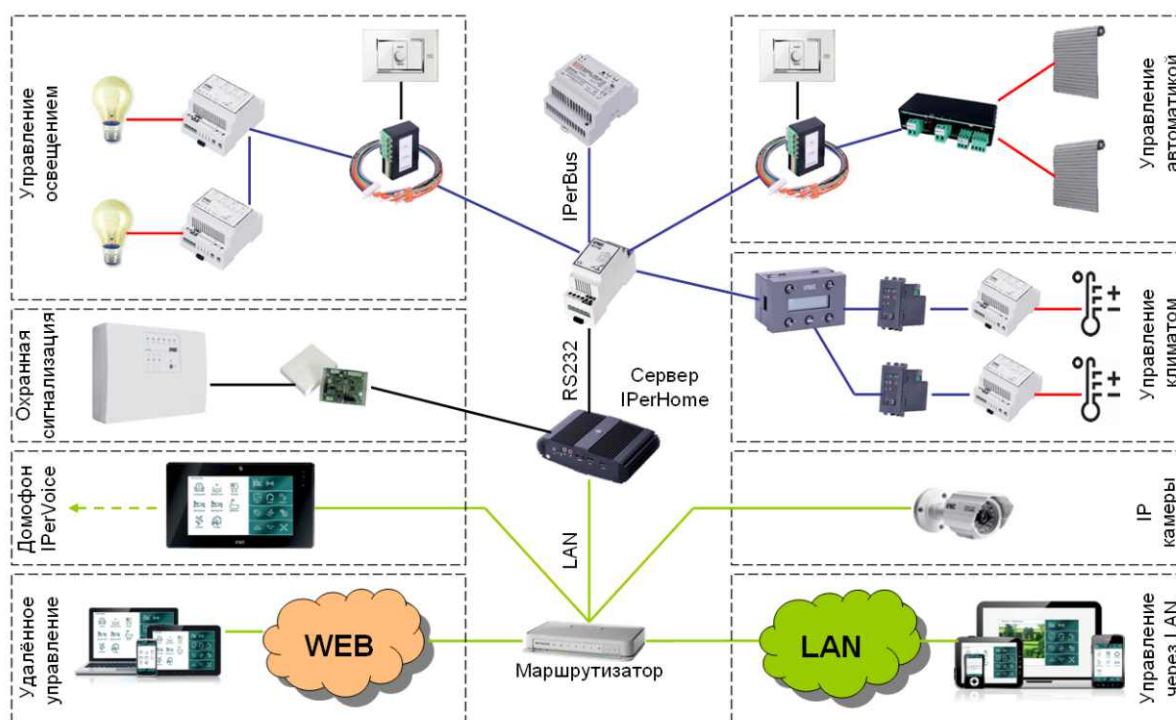 Управление
освещением
IPerBus
Управление
автоматикой
Охранная
сигнализация
RS232
Сервер
IPerHome
Управление
климатом
Домофон
IPerVoice
LAN
IP
камеры
Удалённое
управление
WEB
Маршрутизатор
LAN
Управление
через LAN